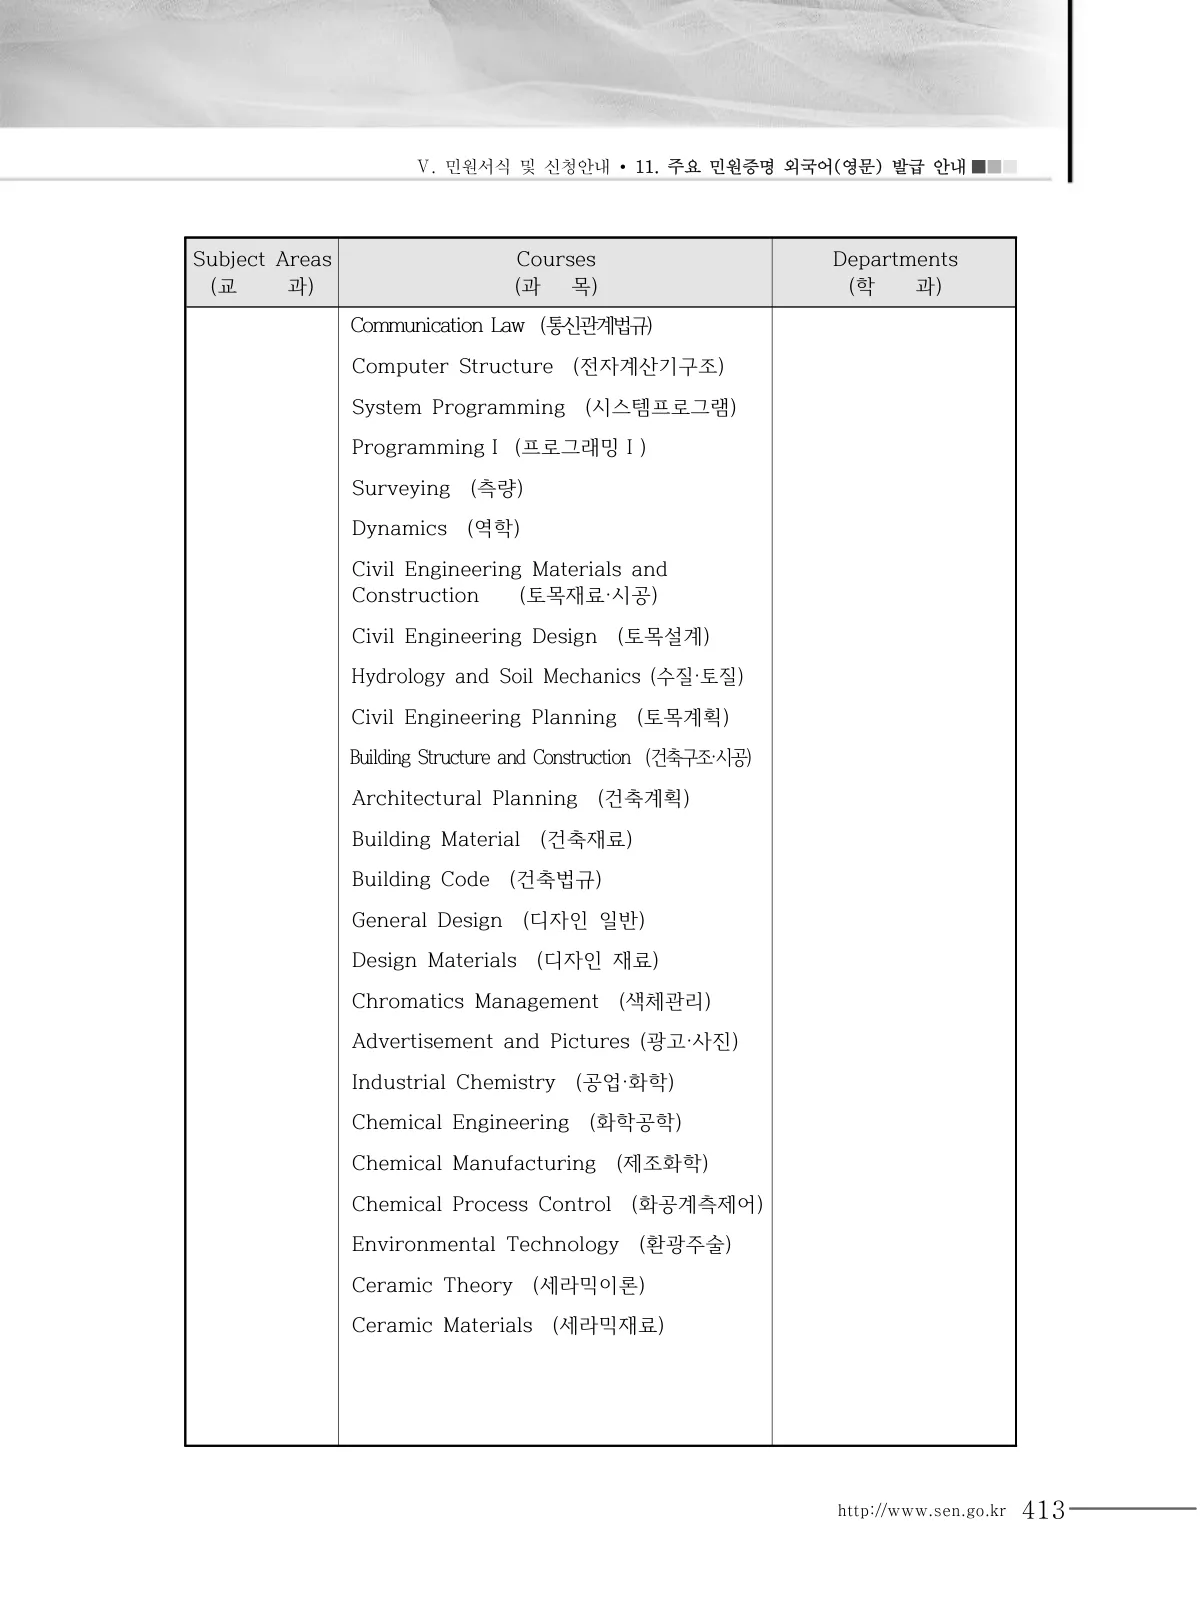 Ⅴ. 민원서식 및 신청안내 • 11. 주요 민원증명 외국어(영문) 발급 안내
Subject Areas
(교 과)
Courses
(과 목)
Departments
(학 과)
Communication Law (통신관계법규)
Computer Structure (전자계산기구조)
System Programming (시스템프로그램)
ProgrammingⅠ (프로그래밍Ⅰ)
Surveying (측량)
Dynamics (역학)
Civil Engineering Materials and
Construction (토목재료·시공)
Civil Engineering Design (토목설계)
Hydrology and Soil Mechanics (수질·토질)
Civil Engineering Planning (토목계획)
Building Structure and Construction (건축구조·시공)
Architectural Planning (건축계획)
Building Material (건축재료)
Building Code (건축법규)
General Design (디자인 일반)
Design Materials (디자인 재료)
Chromatics Management (색체관리)
Advertisement and Pictures (광고·사진)
Industrial Chemistry (공업·화학)
Chemical Engineering (화학공학)
Chemical Manufacturing (제조화학)
Chemical Process Control (화공계측제어)
Environmental Technology (환광주술)
Ceramic Theory (세라믹이론)
Ceramic Materials (세라믹재료)
http://www.sen.go.kr 413